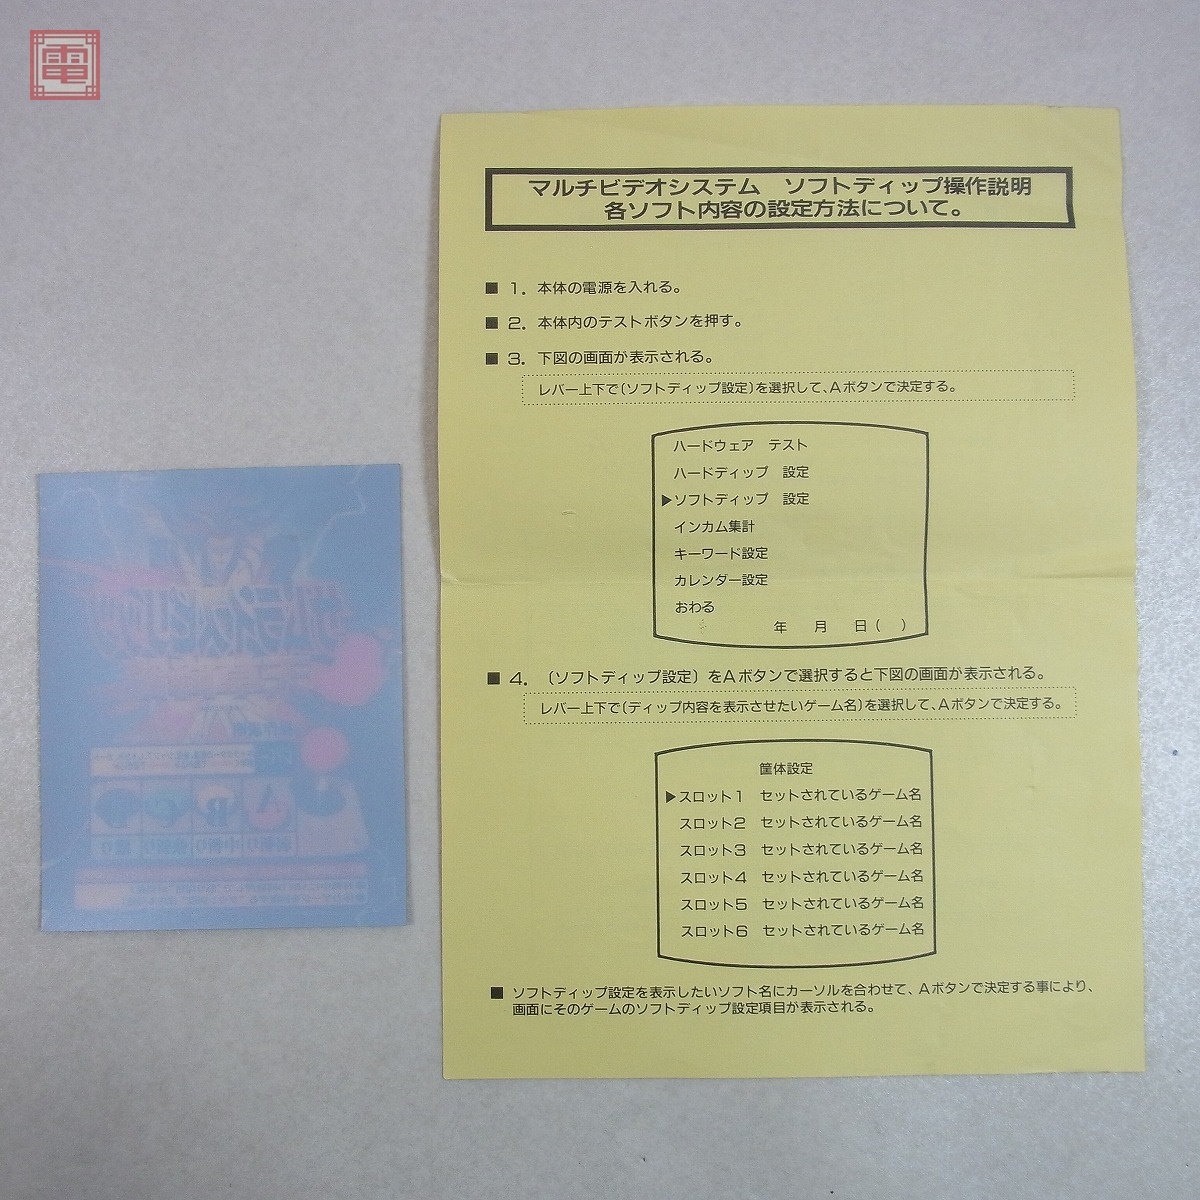 電
マルチビデオシステム　ソフトディップ操作説明
各ソフト内容の設定方法について。
■ 1. 本体の電源を入れる。
■ 2. 本体内のテストボタンを押す。
■ 3. 下図の画面が表示される。
レバー上下で〔ソフトディップ設定〕を選択して、Aボタンで決定する。
ハードウェア　テスト
ハードディップ　設定
▶ソフトディップ　設定
インカム集計
キーワード設定
カレンダー設定
おわる
年　月　日（　）
■ 4. 〔ソフトディップ設定〕をAボタンで選択すると下図の画面が表示される。
レバー上下で〔ディップ内容を表示させたいゲーム名〕を選択して、Aボタンで決定する。
筐体設定
▶スロット1　セットされているゲーム名
スロット2　セットされているゲーム名
スロット3　セットされているゲーム名
スロット4　セットされているゲーム名
スロット5　セットされているゲーム名
スロット6　セットされているゲーム名
■ ソフトディップ設定を表示したいソフト名にカーソルを合わせて、Aボタンで決定する事により、
画面にそのゲームのソフトディップ設定項目が表示される。